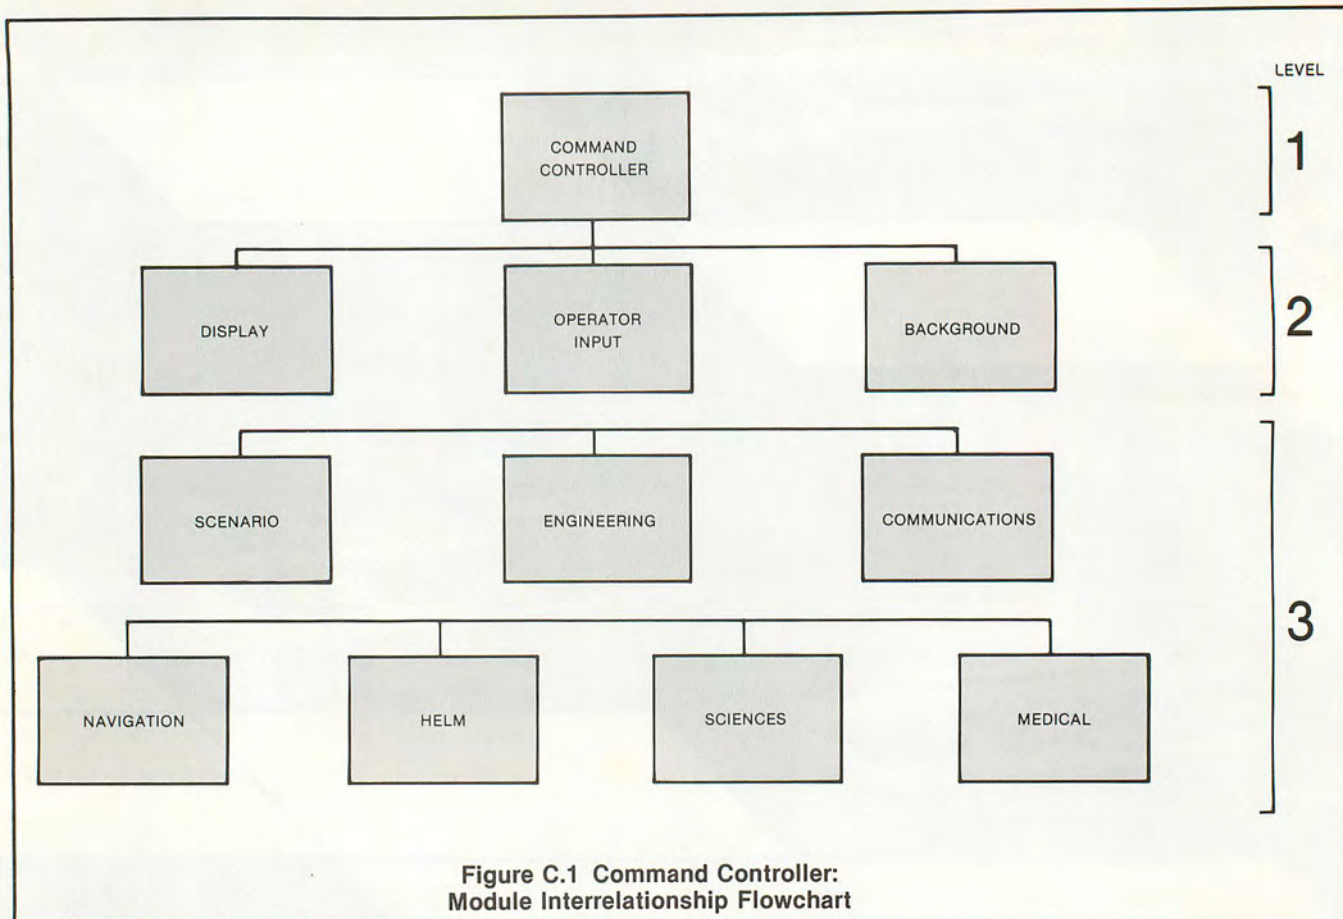 LEVEL
COMMAND
CONTROLLER
1
DISPLAY
OPERATOR
INPUT
BACKGROUND
2
SCENARIO
ENGINEERING
COMMUNICATIONS
3
NAVIGATION
HELM
SCIENCES
MEDICAL
Figure C.1 Command Controller:
Module Interrelationship Flowchart